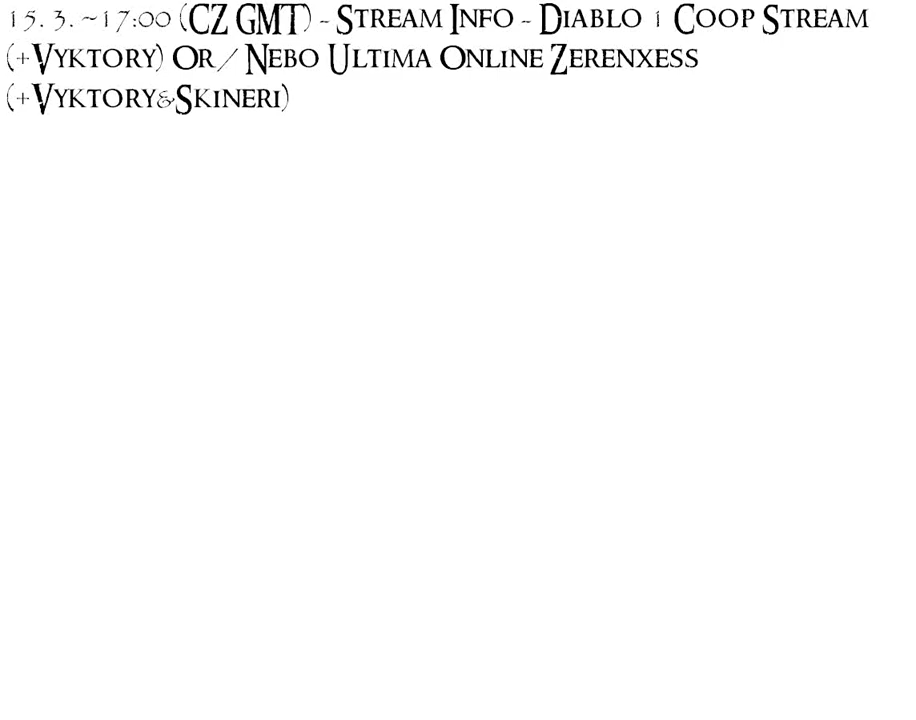 15. 3. ~17:00 (CZ GMT) - Stream Info - Diablo 1 Coop Stream
(+Vyktory) Or/ Nebo Ultima Online Zerenxess
(+Vyktory&Skineri)